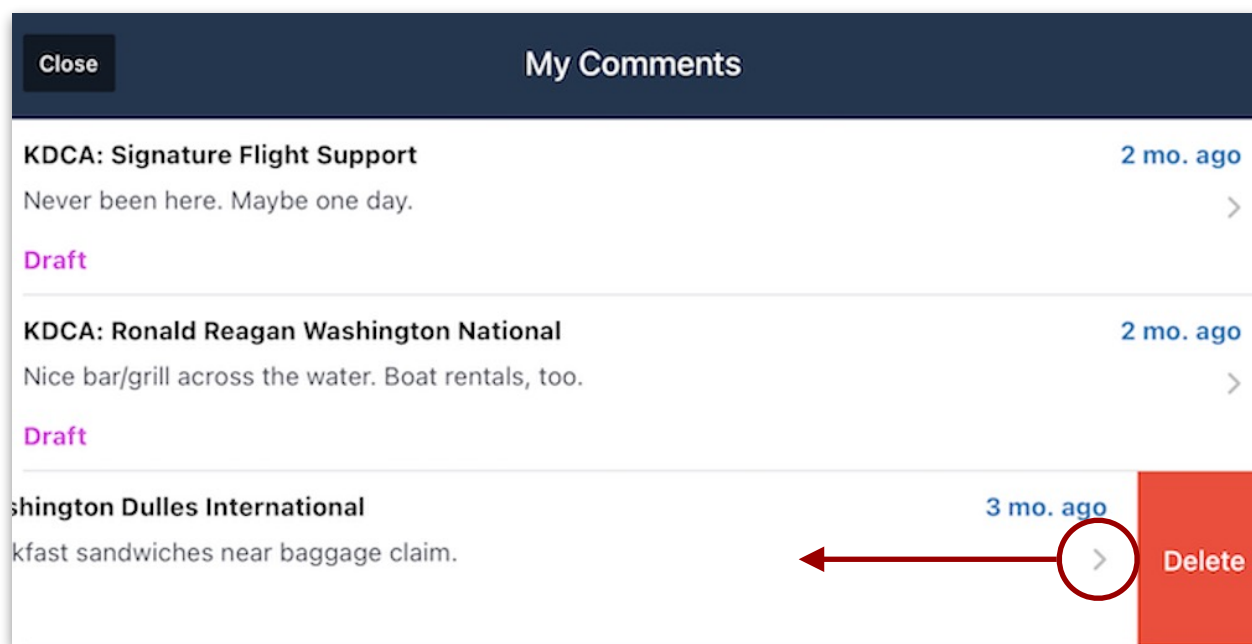 Close
My Comments
KDCA: Signature Flight Support
2 mo. ago
Never been here. Maybe one day.
Draft
KDCA: Ronald Reagan Washington National
2 mo. ago
Nice bar/grill across the water. Boat rentals, too.
Draft
shington Dulles International
3 mo. ago
kfast sandwiches near baggage claim.
Delete